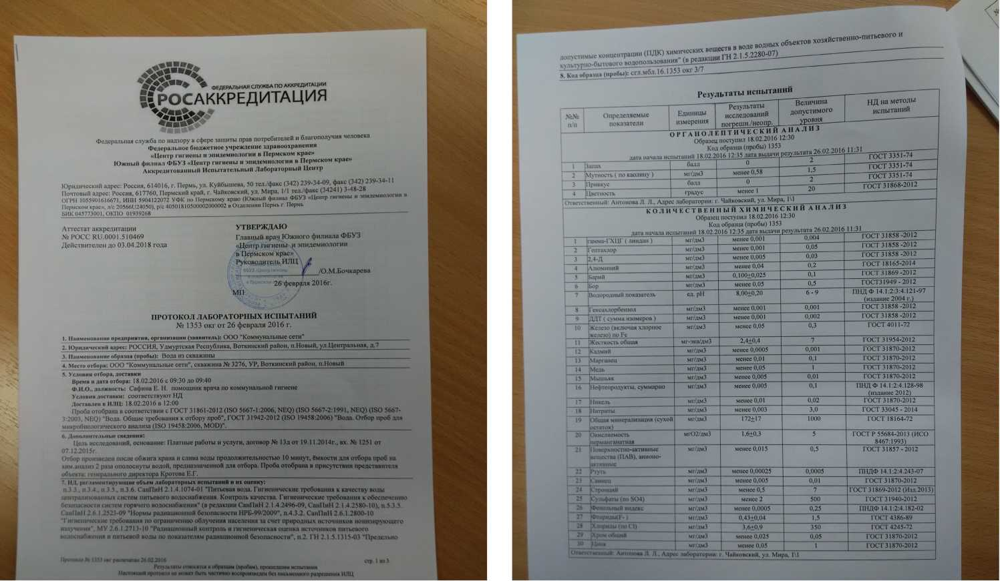 ФЕДЕРАЛЬНАЯ СЛУЖБА ПО АККРЕДИТАЦИИ
РОСАККРЕДИТАЦИЯ
Федеральная служба по надзору в сфере защиты прав потребителей и благополучия человека
Федеральное бюджетное учреждение здравоохранения
«Центр гигиены и эпидемиологии в Пермском крае»
Южный филиал ФБУЗ «Центр гигиены и эпидемиологии в Пермском крае»
Аккредитованный Испытательный Лабораторный Центр
Юридический адрес: Россия, 614016, г. Пермь, ул. Куйбышева, 50 тел./факс (342) 239-34-09, факс (342) 239-34-11
Почтовый адрес: Россия, 617760, Пермский край, г. Чайковский, ул. Мира, 1/1 тел./факс (34241) 3-48-28
ОГРН 1055901616671, ИНН 5904122072 УФК по Пермскому краю (Южный филиал ФБУЗ «Центр гигиены и эпидемиологии в
Пермском крае», л/с 20566U24050), р/с 40501810500002000002 в Отделении Пермь г. Пермь
БИК 045773001, ОКПО 01939268
Аттестат аккредитации
№ РОСС RU.0001.510469
Действителен до 03.04.2018 года
УТВЕРЖДАЮ
Главный врач Южного филиала ФБУЗ
«Центр гигиены и эпидемиологии
в Пермском крае»
Руководитель ИЛЦ
/О.М.Бочкарева
26 февраля 2016г.
МП
ПРОТОКОЛ ЛАБОРАТОРНЫХ ИСПЫТАНИЙ
№ 1353 окг от 26 февраля 2016 г.
1. Наименование предприятия, организации (заявитель): ООО "Коммунальные сети"
2. Юридический адрес: РОССИЯ, Удмуртская Республика, Воткинский район, п.Новый, ул.Центральная, д.7
3. Наименование образца (пробы): Вода из скважины
4. Место отбора: ООО "Коммунальные сети", скважина № 3276, УР, Воткинский район, п.Новый
5. Условия отбора, доставки
Время и дата отбора: 18.02.2016 с 09:30 до 09:40
Ф.И.О., должность: Сафина Е. Н. помощник врача по коммунальной гигиене
Условия доставки: соответствуют НД
Доставлен в ИЛЦ: 18.02.2016 в 12:00
Проба отобрана в соответствии с ГОСТ 31861-2012 (ISO 5667-1:2006, NEQ) (ISO 5667-2:1991, NEQ) (ISO 5667-
3:2003, NEQ) "Вода. Общие требования к отбору проб", ГОСТ 31942-2012 (ISO 19458:2006) "Вода. Отбор проб для
микробиологического анализа (ISO 19458:2006, MOD)".
6. Дополнительные сведения:
Цель исследований, основание: Платные работы и услуги, договор № 13д от 19.11.2014г., вх. № 1251 от
07.12.2015г.
Отбор произведен после обжига крана и слива воды продолжительностью 10 минут, ёмкости для отбора проб на
хим.анализ 2 раза ополоснуты водой, предназначенной для отбора. Проба отобрана в присутствии представителя
объекта: генерального директора Кротова Е.Г.
7. НД, регламентирующие объем лабораторных испытаний и их оценку:
п.3.3., п.3.4., п.3.5., п.3.6. СанПиН 2.1.4.1074-01 "Питьевая вода. Гигиенические требования к качеству воды
централизованных систем питьевого водоснабжения. Контроль качества. Гигиенические требования к обеспечению
безопасности систем горячего водоснабжения" (в редакции СанПиН 2.1.4.2496-09, СанПиН 2.1.4.2580-10), п.5.3.5.
СанПиН 2.6.1.2523-09 "Нормы радиационной безопасности НРБ-99/2009", п.4.3.2. СанПиН 2.6.1.2800-10
"Гигиенические требования по ограничению облучения населения за счет природных источников ионизирующего
излучения", МУ 2.6.1.2713-10 "Радиационный контроль и гигиеническая оценка источников питьевого
водоснабжения и питьевой воды по показателям радиационной безопасности", п.2. ГН 2.1.5.1315-03 "Предельно
Протокол № 1353 окг распечатан 26.02.2016 стр. 1 из 3
Результаты относятся к образцам (пробам), прошедшим испытания
Настоящий протокол не может быть частично воспроизведен без письменного разрешения ИЛЦ
допустимые концентрации (ПДК) химических веществ в воде водных объектов хозяйственно-питьевого и
культурно-бытового водопользования" (в редакции ГН 2.1.5.2280-07)
8. Код образца (пробы): сгл.мбл.16.1353 окг 3/7
Результаты испытаний
№№ п/п Определяемые показатели Единицы измерения Результаты исследований погрешн./неопр. Величина допустимого уровня НД на методы испытаний
ОРГАНОЛЕПТИЧЕСКИЙ АНАЛИЗ
Образец поступил 18.02.2016 12:30
Код образца (пробы) 1353
дата начала испытаний 18.02.2016 12:35 дата выдачи результата 26.02.2016 11:31
1 Запах балл 0 2 ГОСТ 3351-74
2 Мутность ( по каолину ) мг/дм3 менее 0,58 1,5 ГОСТ 3351-74
3 Привкус балл 0 2 ГОСТ 3351-74
4 Цветность градус менее 1 20 ГОСТ 31868-2012
Ответственный: Антонова Л. Л., Адрес лаборатории: г. Чайковский, ул. Мира, 1\1
КОЛИЧЕСТВЕННЫЙ ХИМИЧЕСКИЙ АНАЛИЗ
Образец поступил 18.02.2016 12:30
Код образца (пробы) 1353
дата начала испытаний 18.02.2016 12:35 дата выдачи результата 26.02.2016 11:31
1 гамма-ГХЦГ ( линдан ) мг/дм3 менее 0,001 0,004 ГОСТ 31858 -2012
2 Гептахлор мг/дм3 менее 0,001 0,05 ГОСТ 31858 -2012
3 2,4-Д мг/дм3 менее 0,005 0,03 ГОСТ 31858 -2012
4 Алюминий мг/дм3 менее 0,04 0,2 ГОСТ 18165-2014
5 Барий мг/дм3 0,100±0,025 0,1 ГОСТ 31869 -2012
6 Бор мг/дм3 менее 0,05 0,5 ГОСТ31949 - 2012
7 Водородный показатель ед. pH 8,00±0,20 6 - 9 ПНД Ф 14.1:2:3:4.121-97 (издание 2004 г.)
8 Гексахлорбензол мг/дм3 менее 0,001 0,001 ГОСТ 31858 -2012
9 ДДТ ( сумма изомеров ) мг/дм3 менее 0,001 0,002 ГОСТ 31858 -2012
10 Железо (включая хлорное железо) по Fe мг/дм3 менее 0,05 0,3 ГОСТ 4011-72
11 Жесткость общая мг-экв/дм3 2,4±0,4 7 ГОСТ 31954-2012
12 Кадмий мг/дм3 менее 0,0005 0,001 ГОСТ 31870-2012
13 Марганец мг/дм3 менее 0,01 0,1 ГОСТ 31870-2012
14 Медь мг/дм3 менее 0,05 1 ГОСТ 31870-2012
15 Мышьяк мг/дм3 менее 0,005 0,01 ГОСТ 31870-2012
16 Нефтепродукты, суммарно мг/дм3 менее 0,005 0,1 ПНД Ф 14.1:2:4.128-98 (издание 2012)
17 Никель мг/дм3 менее 0,01 0,02 ГОСТ 31870-2012
18 Нитриты мг/дм3 менее 0,003 3,0 ГОСТ 33045 - 2014
19 Общая минерализация (сухой остаток) мг/дм3 172±17 1000 ГОСТ 18164-72
20 Окисляемость перманганатная мгО2/дм3 1,6±0,3 5 ГОСТ Р 55684-2013 (ИСО 8467:1993)
21 Поверхностно-активные вещества (ПАВ), анионо-активные мг/дм3 менее 0,015 0,5 ГОСТ 31857 - 2012
22 Ртуть мг/дм3 менее 0,00025 0,0005 ПНДФ 14.1:2:4.243-07
23 Свинец мг/дм3 менее 0,005 0,01 ГОСТ 31870-2012
24 Стронций мг/дм3 менее 0,5 7 ГОСТ 31869-2012 (Изд.2013)
25 Сульфаты (по SO4) мг/дм3 менее 2 500 ГОСТ 31940-2012
26 Фенольный индекс мг/дм3 менее 0,0005 0,25 ПНДФ 14.1:2:4.182-02
27 Фториды(F- ) мг/дм3 0,43±0,04 1,5 ГОСТ 4386-89
28 Хлориды (по Cl) мг/дм3 3,6±0,9 350 ГОСТ 4245-72
29 Хром общий мг/дм3 менее 0,025 0,05 ГОСТ 31870-2012
30 Цинк мг/дм3 менее 0,05 1 ГОСТ 31870-2012
Ответственный: Антонова Л. Л., Адрес лаборатории: г. Чайковский, ул. Мира, 1\1